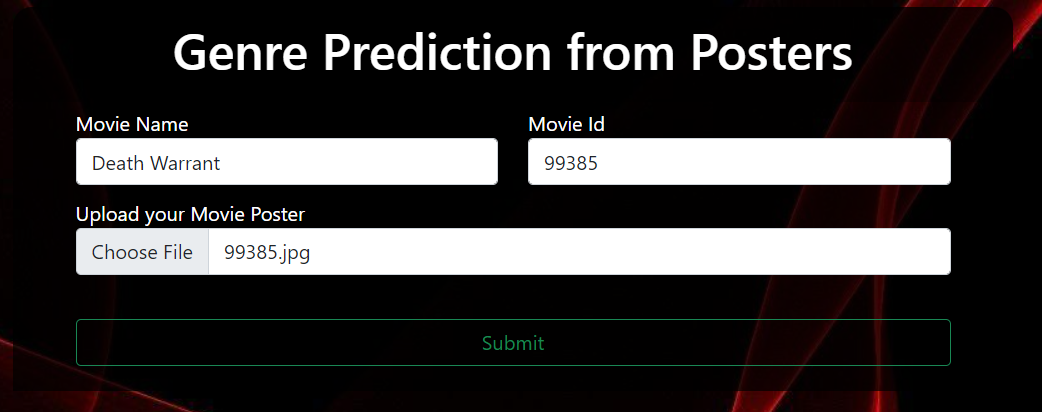 Genre Prediction from Posters
Movie Name
Movie Id
Death Warrant
99385
Upload your Movie Poster
Choose File 99385.jpg
Submit